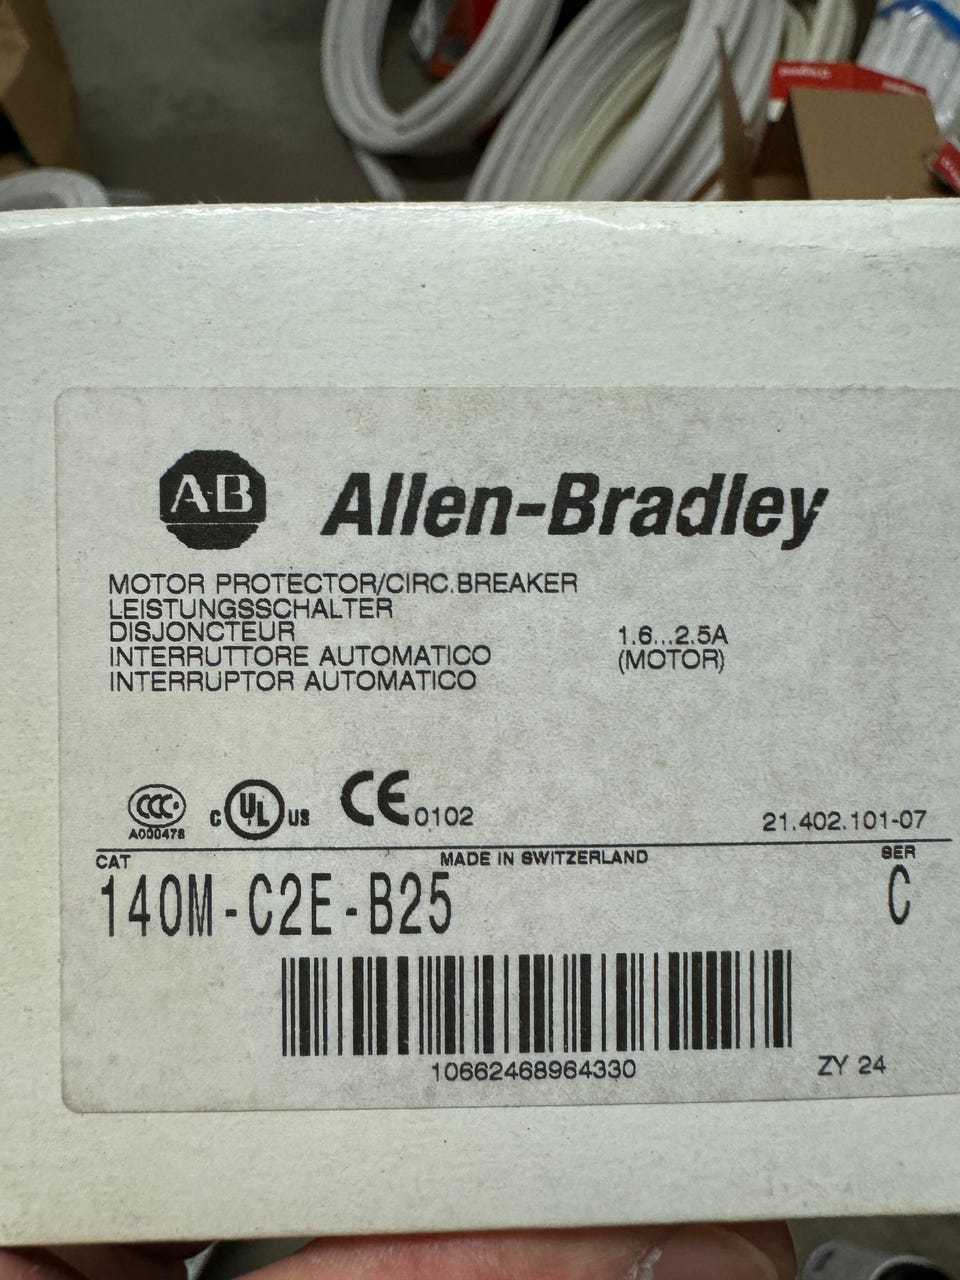 AB Allen-Bradley
MOTOR PROTECTOR/CIRC.BREAKER
LEISTUNGSSCHALTER
DISJONCTEUR 1.6...2.5A
INTERRUTTORE AUTOMATICO (MOTOR)
INTERRUPTOR AUTOMATICO
CCC A000478 C UL US CE 0102 21.402.101-07
CAT MADE IN SWITZERLAND SER
140M-C2E-B25 C
10662468964330 ZY 24